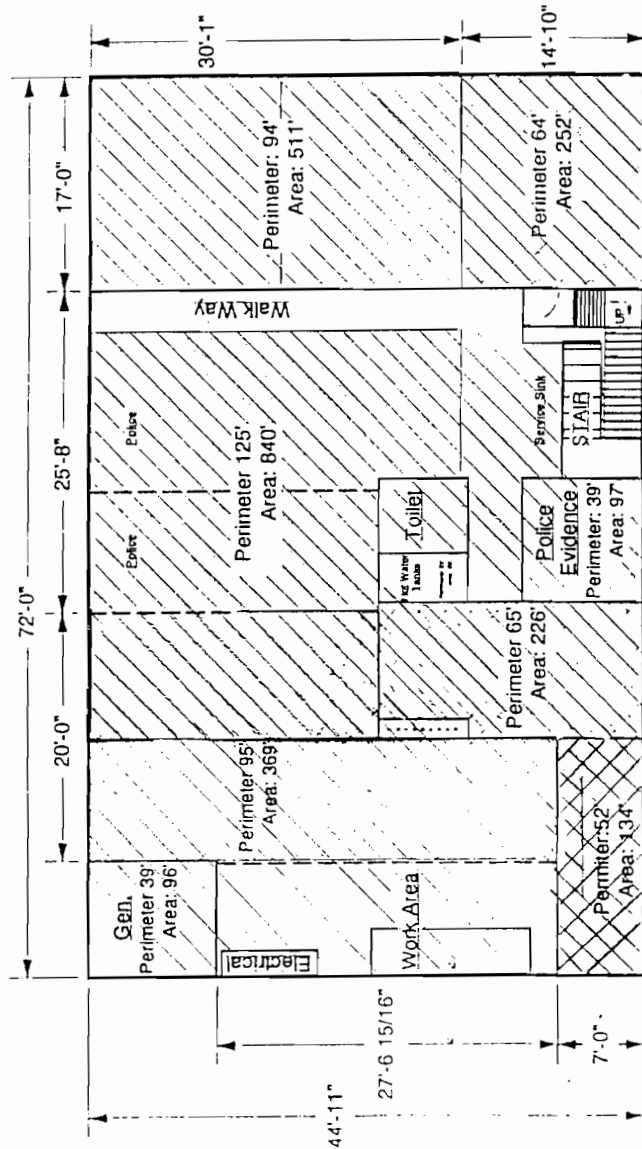 72'-0"
20'-0"
25'-8"
17'-0"
30'-1"
14'-10"
44'-11"
27'-6 15/16"
7'-0"
Gen.
Perimeter 39'
Area: 96'
Electrical
Work Area
Perimeter 95'
Area: 369'
Permiter:52'
Area: 134"
Police
Police
Perimeter 125'
Area: 840'
Walk Way
Perimeter: 94'
Area: 511'
Toilet
Water
Tanks
Perimeter 65'
Area: 226'
Police
Evidence
Perimeter: 39'
Area: 97'
Service Sink
STAIR
UP
Perimeter 64'
Area: 252'